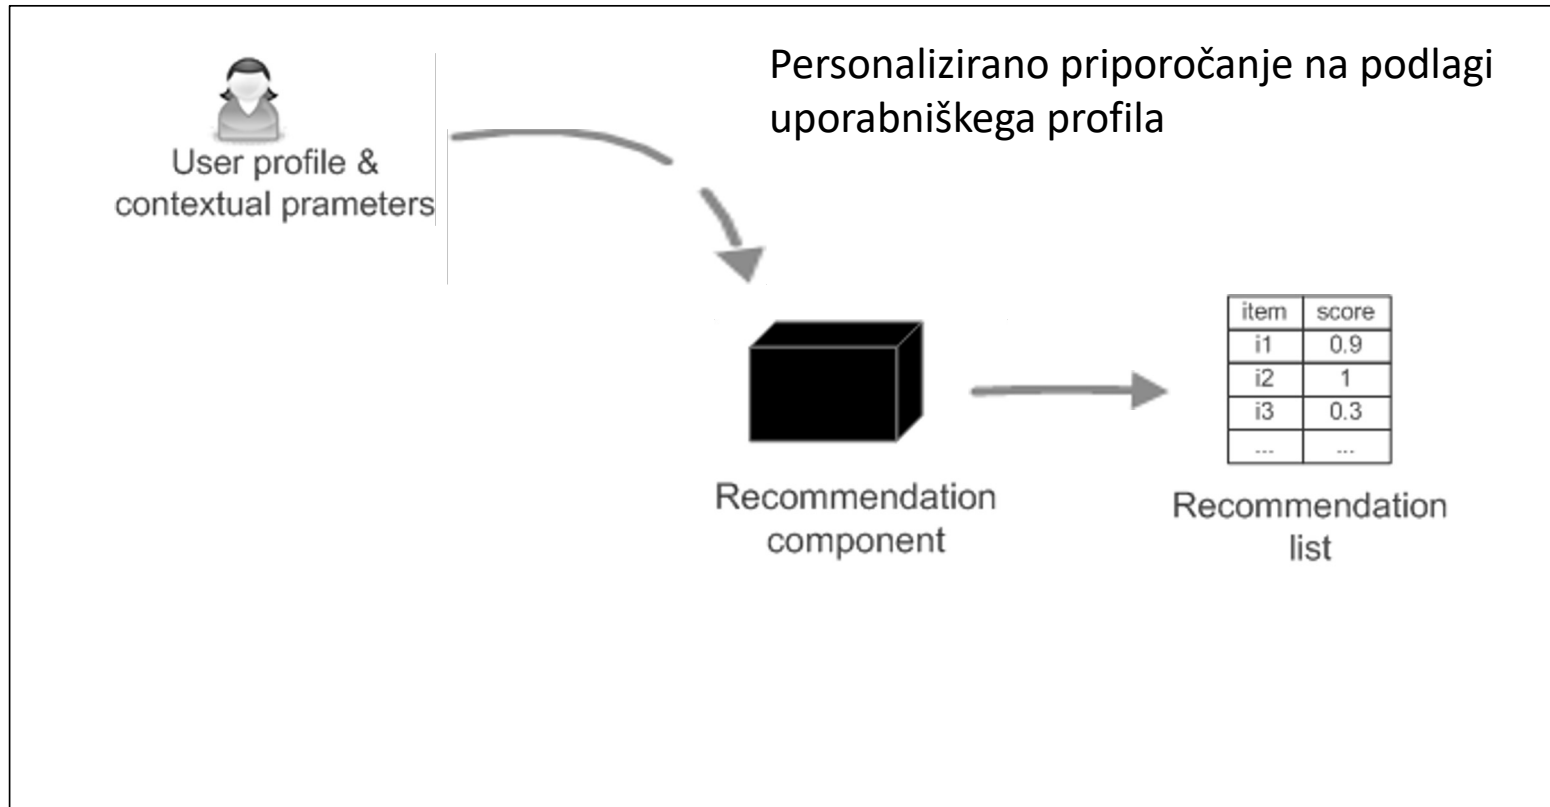 Personalizirano priporočanje na podlagi
uporabniškega profila
User profile &
contextual prameters
item score
i1 0.9
i2 1
i3 0.3
... ...
Recommendation
component
Recommendation
list